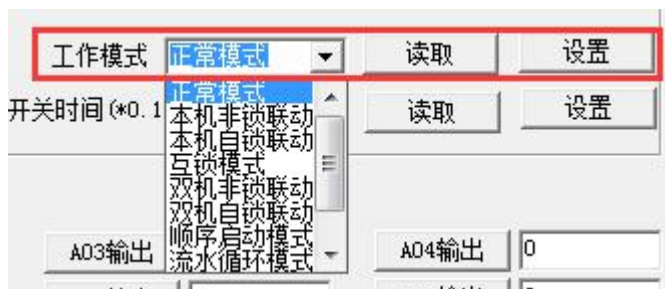 工作模式 正常模式 读取 设置
正常模式
开关时间(*0.1 读取 设置
本机非锁联动
本机自锁联动
互锁模式
双机非锁联动
双机自锁联动
顺序启动模式
流水循环模式
A03输出 A04输出 0